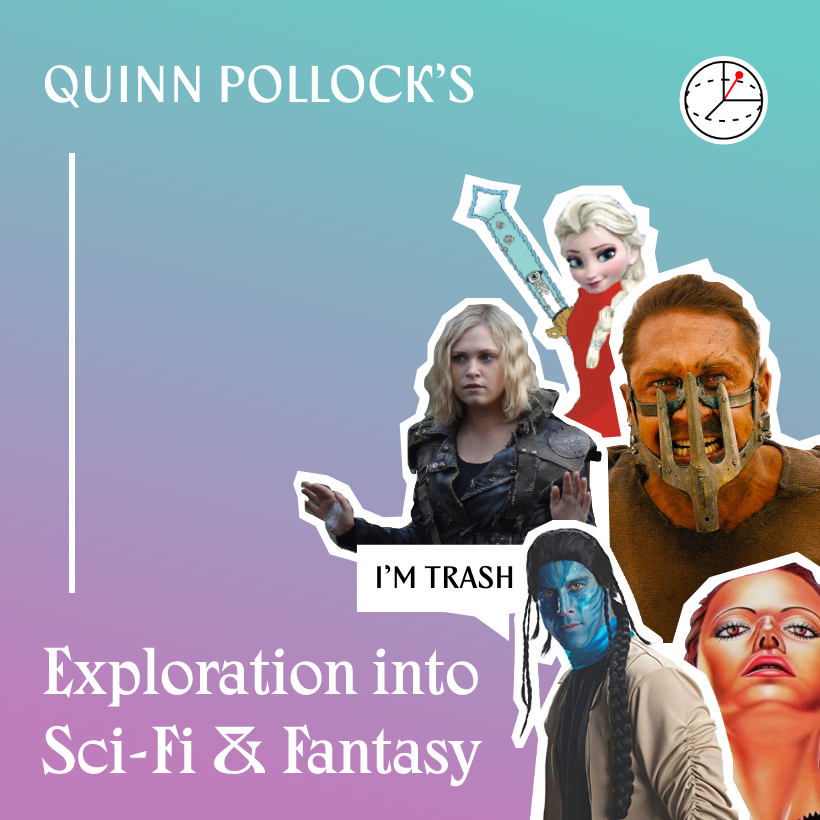 QUINN POLLOCK’S
I’M TRASH
Exploration into
Sci-Fi & Fantasy